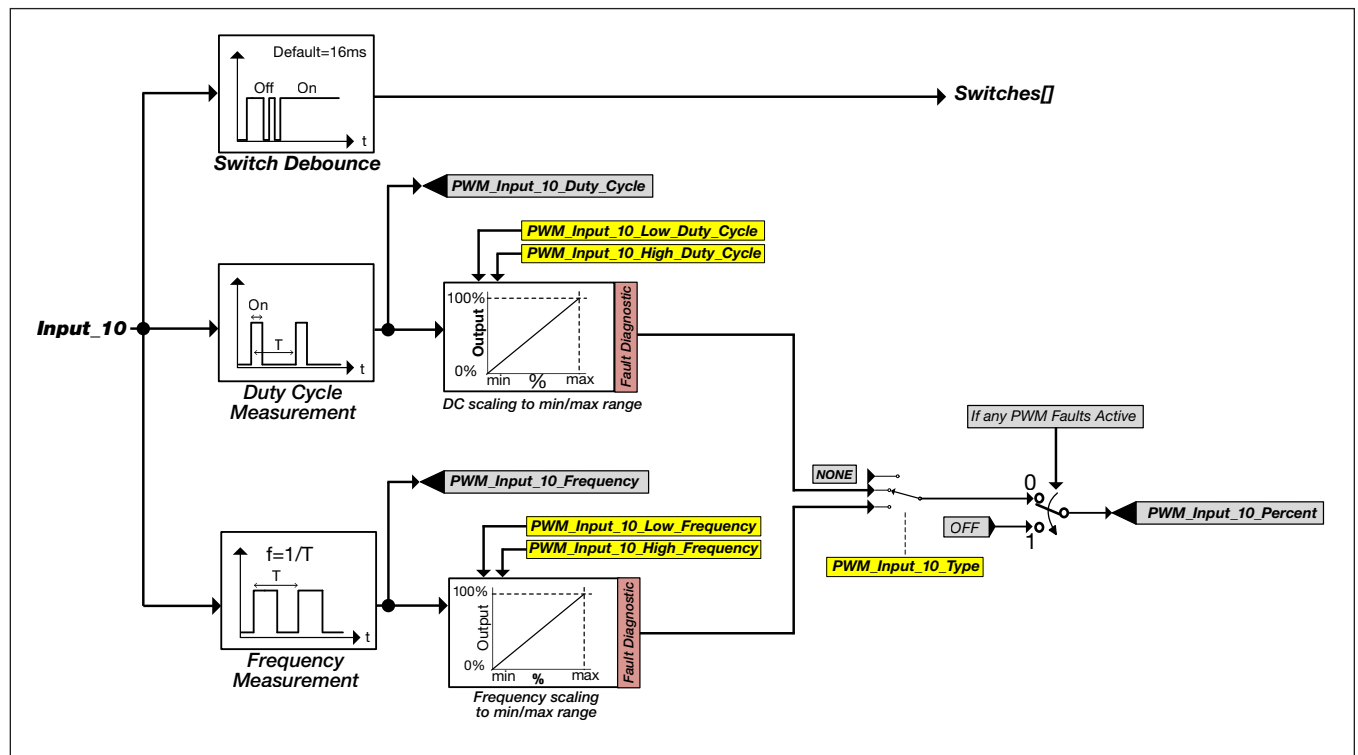 Default=16ms
Off
On
t
Switch Debounce
Switches[]
PWM_Input_10_Duty_Cycle
PWM_Input_10_Low_Duty_Cycle
PWM_Input_10_High_Duty_Cycle
Input_10
On
T
t
Duty Cycle
Measurement
100%
Output
0%
min
%
max
Fault Diagnostic
DC scaling to min/max range
If any PWM Faults Active
PWM_Input_10_Frequency
NONE
0
PWM_Input_10_Percent
OFF
1
PWM_Input_10_Low_Frequency
PWM_Input_10_High_Frequency
PWM_Input_10_Type
f=1/T
T
t
Frequency
Measurement
100%
Output
0%
min
%
max
Fault Diagnostic
Frequency scaling
to min/max range